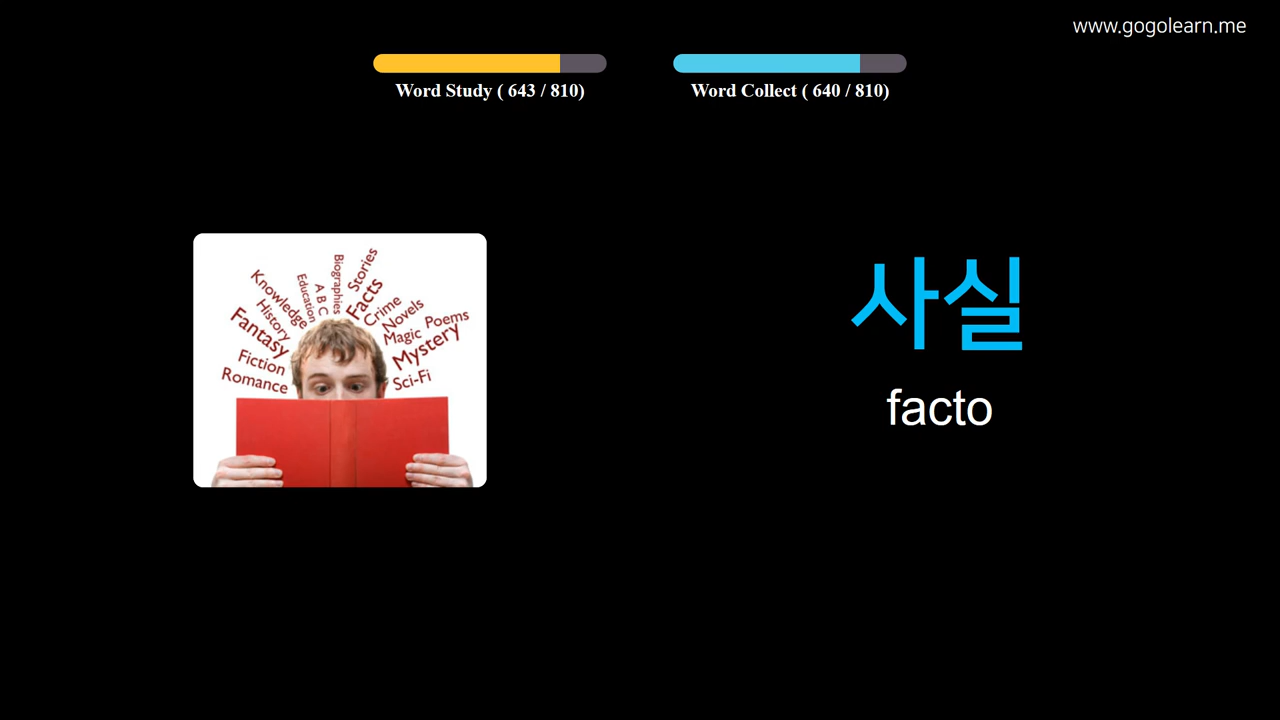 www.gogolearn.me
Word Study ( 643 / 810)
Word Collect ( 640 / 810)
Stories
Biographies
Facts
A B C
Education
Knowledge
Crime
History
Novels
Poems
Fantasy
Magic
Mystery
Fiction
Romance
Sci-Fi
사실
facto